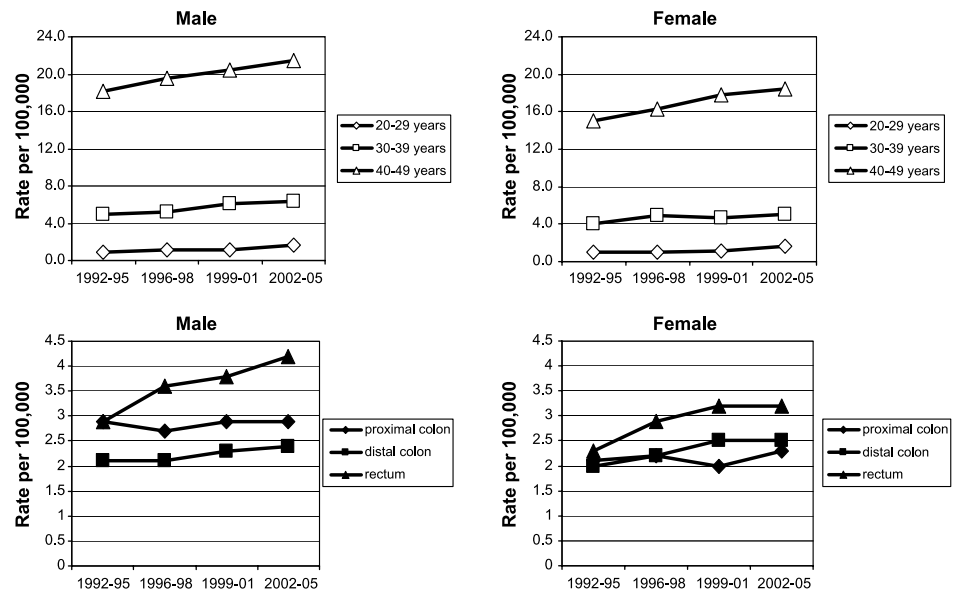 Male
Rate per 100,000
24.0
20.0
16.0
12.0
8.0
4.0
0.0
1992-95 1996-98 1999-01 2002-05
20-29 years
30-39 years
40-49 years
Female
Rate per 100,000
24.0
20.0
16.0
12.0
8.0
4.0
0.0
1992-95 1996-98 1999-01 2002-05
20-29 years
30-39 years
40-49 years
Male
Rate per 100,000
4.5
4
3.5
3
2.5
2
1.5
1
0.5
0
1992-95 1996-98 1999-01 2002-05
proximal colon
distal colon
rectum
Female
Rate per 100,000
4.5
4
3.5
3
2.5
2
1.5
1
0.5
0
1992-95 1996-98 1999-01 2002-05
proximal colon
distal colon
rectum